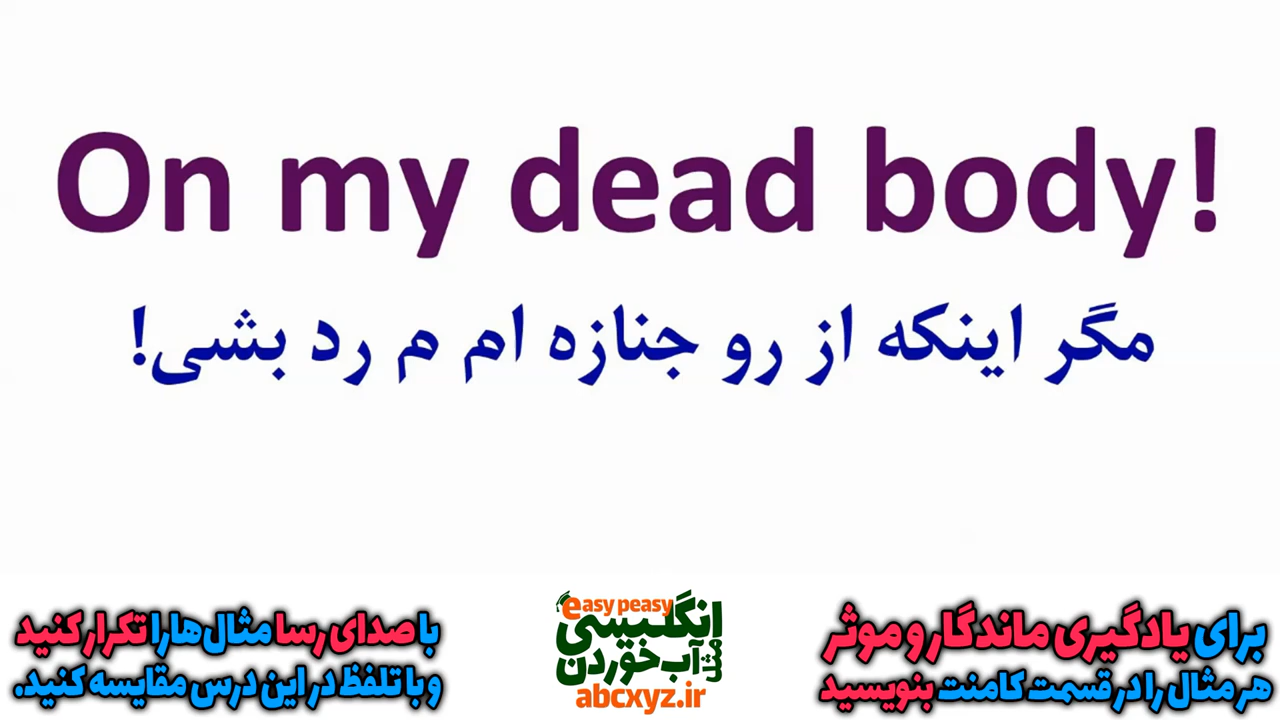 On my dead body!
مگر اینکه از رو جنازه ام م رد بشی!
برای یادگیری ماندگار و موثر
هر مثال را در قسمت کامنت بنویسید
easy peasy
انگلیسی
مثل آب خوردن
abcxyz.ir
با صدای رسا مثال‌ها را تکرار کنید
و با تلفظ در این درس مقایسه کنید.